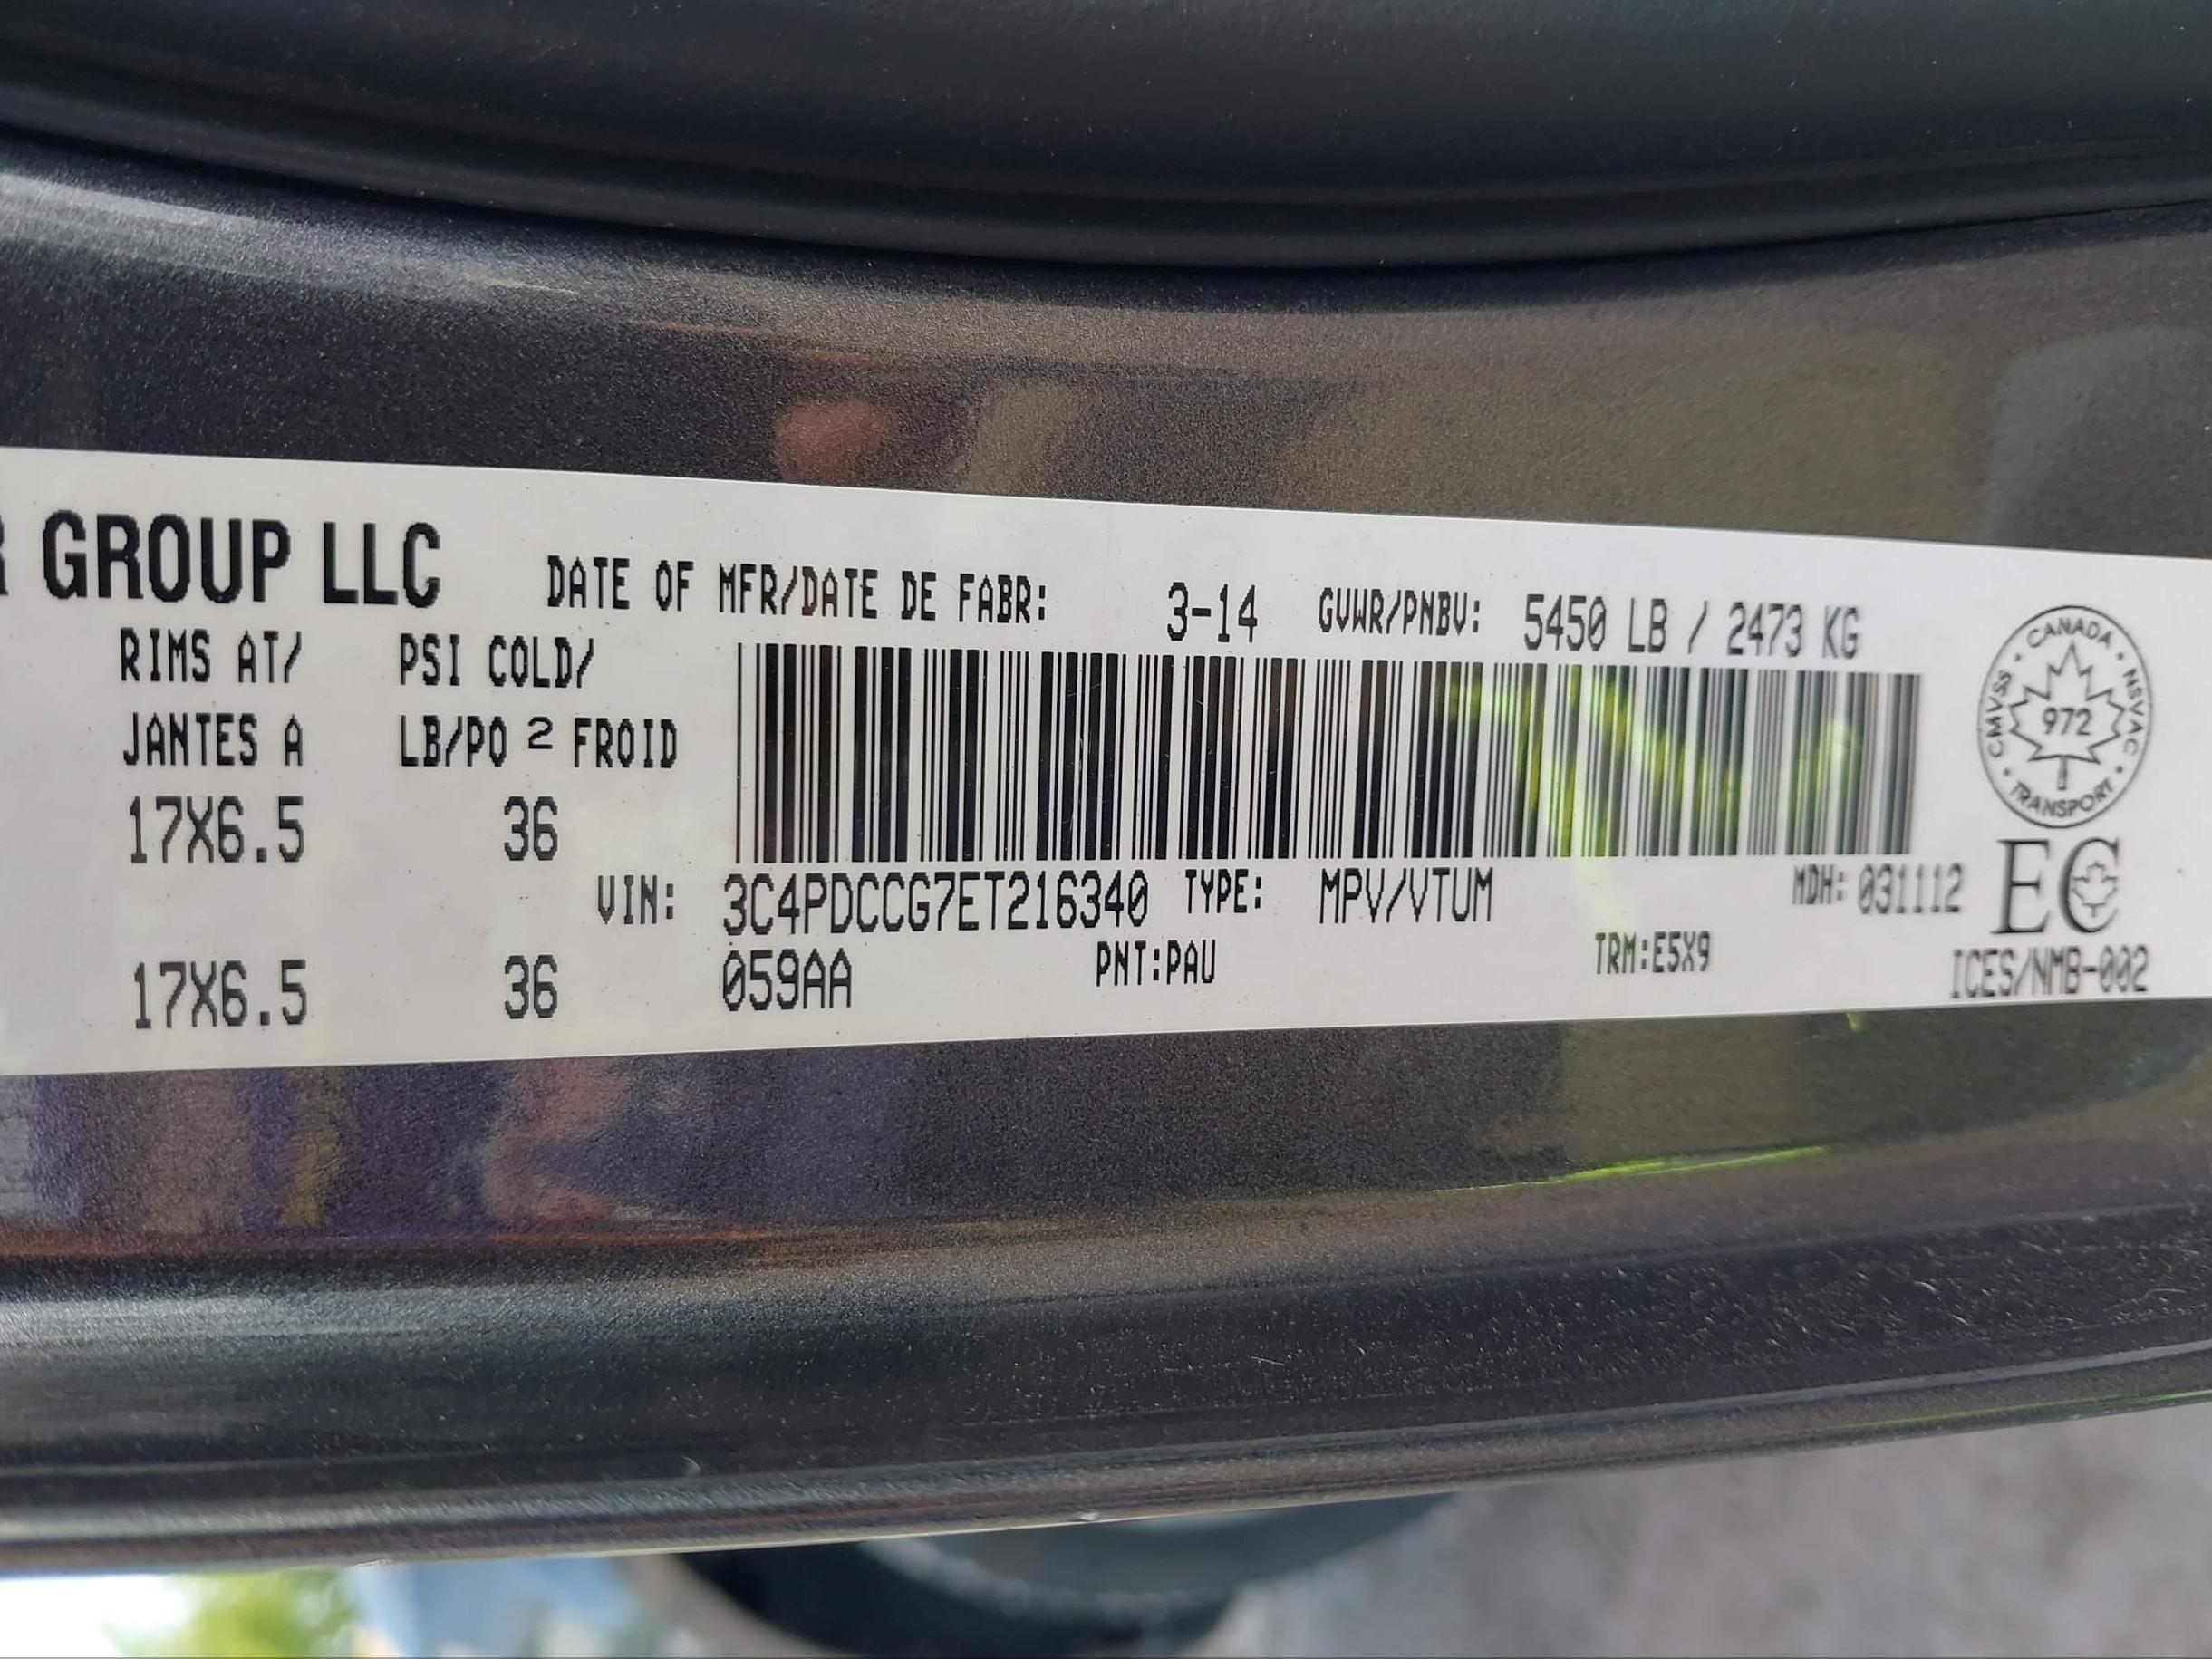 GROUP LLC DATE OF MFR/DATE DE FABR: 3-14 GVWR/PNBV: 5450 LB / 2473 KG
RIMS AT/ PSI COLD/
JANTES A LB/PO 2 FROID
17X6.5 36
VIN: 3C4PDCCG7ET216340 TYPE: MPV/VTUM MDH: 031112
17X6.5 36 059AA PNT:PAU TRM:E5X9
CANADA · NSVAC · TRANSPORT · CMVSS ·
972
EC
ICES/NMB-002